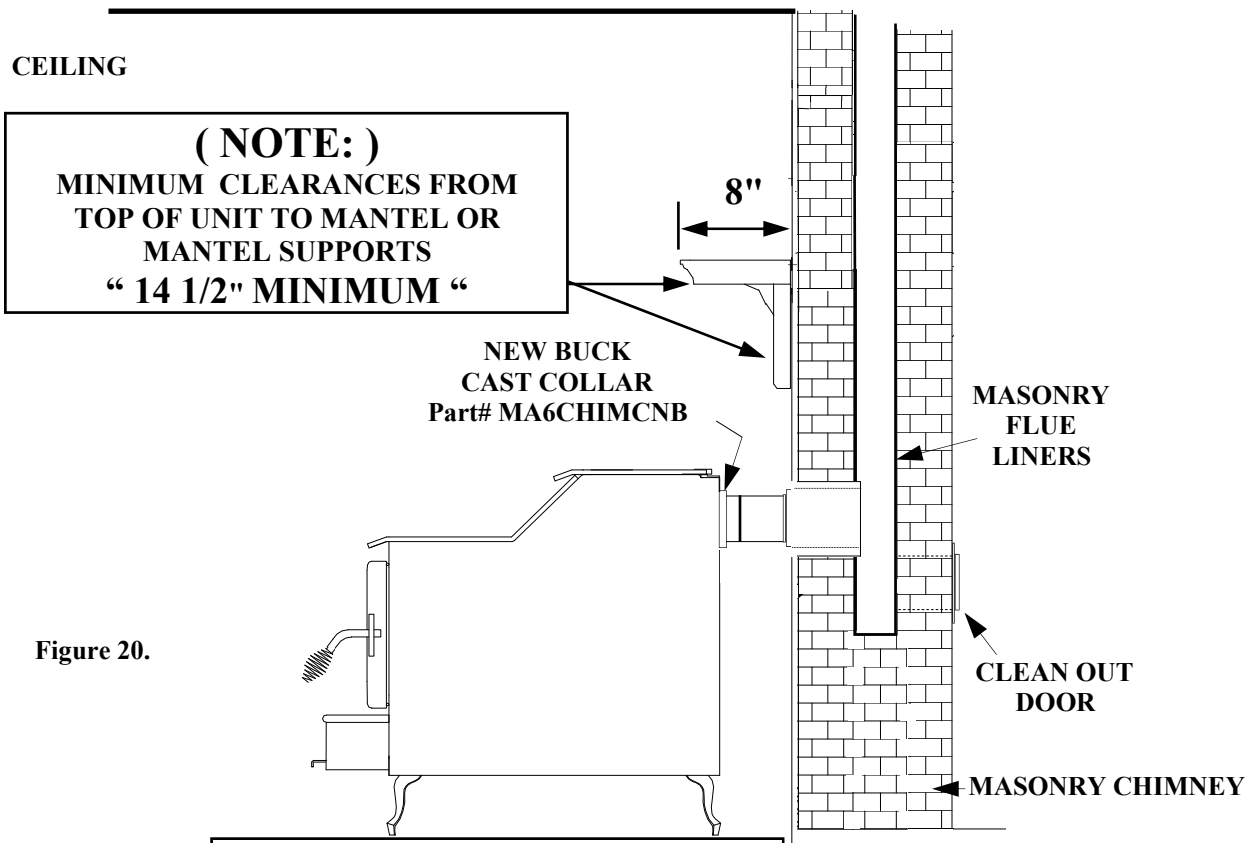 CEILING
( NOTE: )
MINIMUM CLEARANCES FROM
TOP OF UNIT TO MANTEL OR
MANTEL SUPPORTS
“ 14 1/2" MINIMUM “
8"
NEW BUCK
CAST COLLAR
Part# MA6CHIMCNB
MASONRY
FLUE
LINERS
Figure 20.
CLEAN OUT
DOOR
MASONRY CHIMNEY